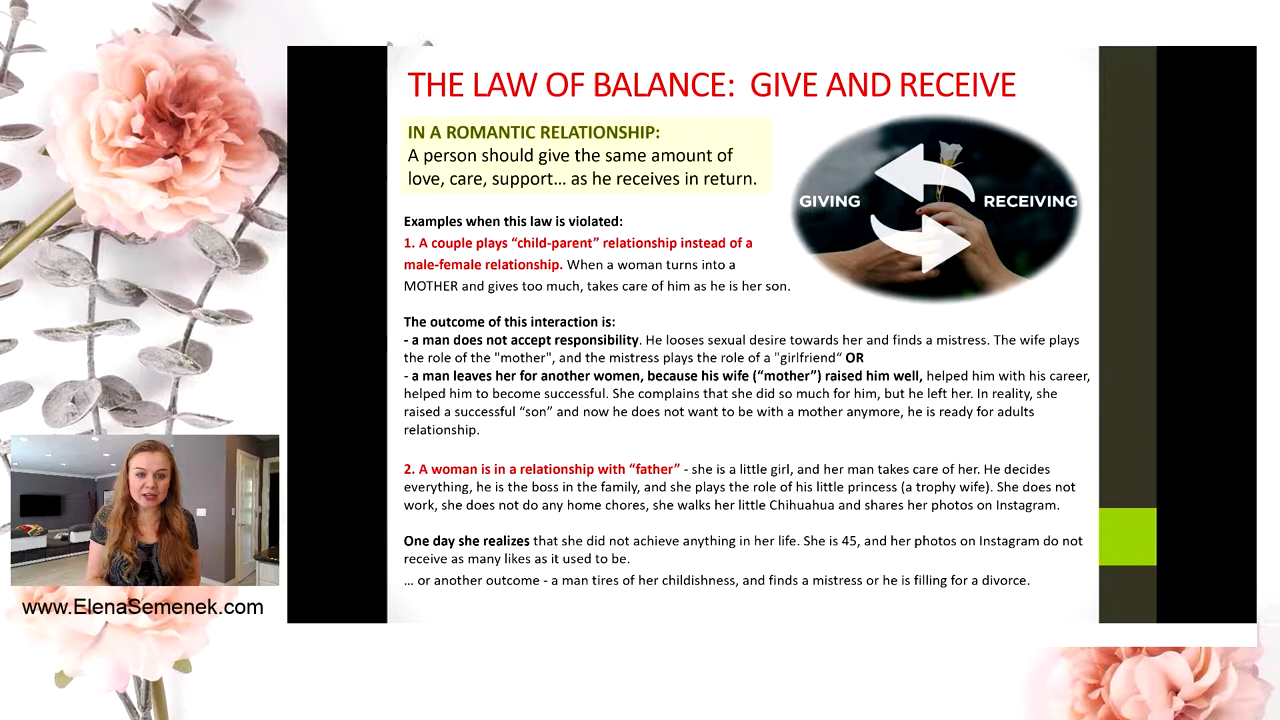 THE LAW OF BALANCE: GIVE AND RECEIVE
IN A ROMANTIC RELATIONSHIP:
A person should give the same amount of
love, care, support... as he receives in return.
GIVING
RECEIVING
Examples when this law is violated:
1. A couple plays “child-parent” relationship instead of a
male-female relationship. When a woman turns into a
MOTHER and gives too much, takes care of him as he is her son.
The outcome of this interaction is:
- a man does not accept responsibility. He looses sexual desire towards her and finds a mistress. The wife plays
the role of the "mother", and the mistress plays the role of a "girlfriend“ OR
- a man leaves her for another women, because his wife (“mother”) raised him well, helped him with his career,
helped him to become successful. She complains that she did so much for him, but he left her. In reality, she
raised a successful “son” and now he does not want to be with a mother anymore, he is ready for adults
relationship.
2. A woman is in a relationship with “father” - she is a little girl, and her man takes care of her. He decides
everything, he is the boss in the family, and she plays the role of his little princess (a trophy wife). She does not
work, she does not do any home chores, she walks her little Chihuahua and shares her photos on Instagram.
One day she realizes that she did not achieve anything in her life. She is 45, and her photos on Instagram do not
receive as many likes as it used to be.
... or another outcome - a man tires of her childishness, and finds a mistress or he is filling for a divorce.
www.ElenaSemenek.com